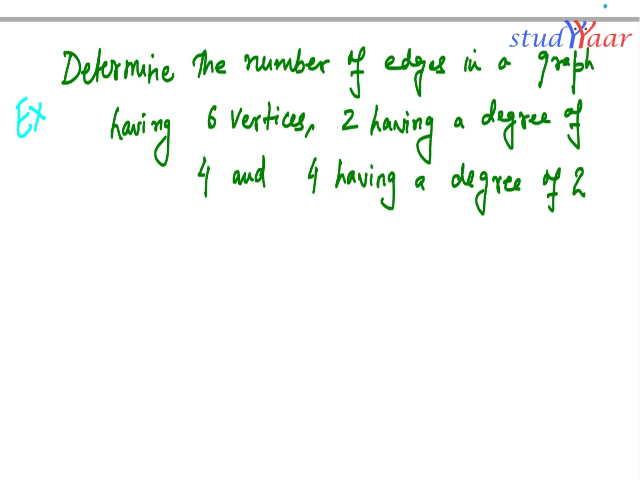 studYYaar
Determine the number of edges in a graph
Ex having 6 vertices, 2 having a degree of
4 and 4 having a degree of 2